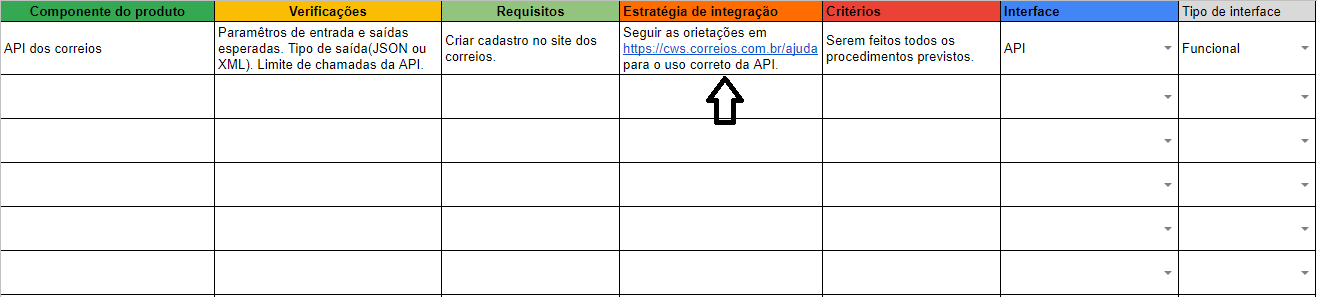 Componente do produto Verificações Requisitos Estratégia de integração Critérios Interface Tipo de interface
API dos correios
Paramêtros de entrada e saídas
esperadas. Tipo de saída(JSON ou
XML). Limite de chamadas da API.
Criar cadastro no site dos
correios.
Seguir as orietações em
https://cws.correios.com.br/ajuda
para o uso correto da API.
Serem feitos todos os
procedimentos previstos.
API
Funcional